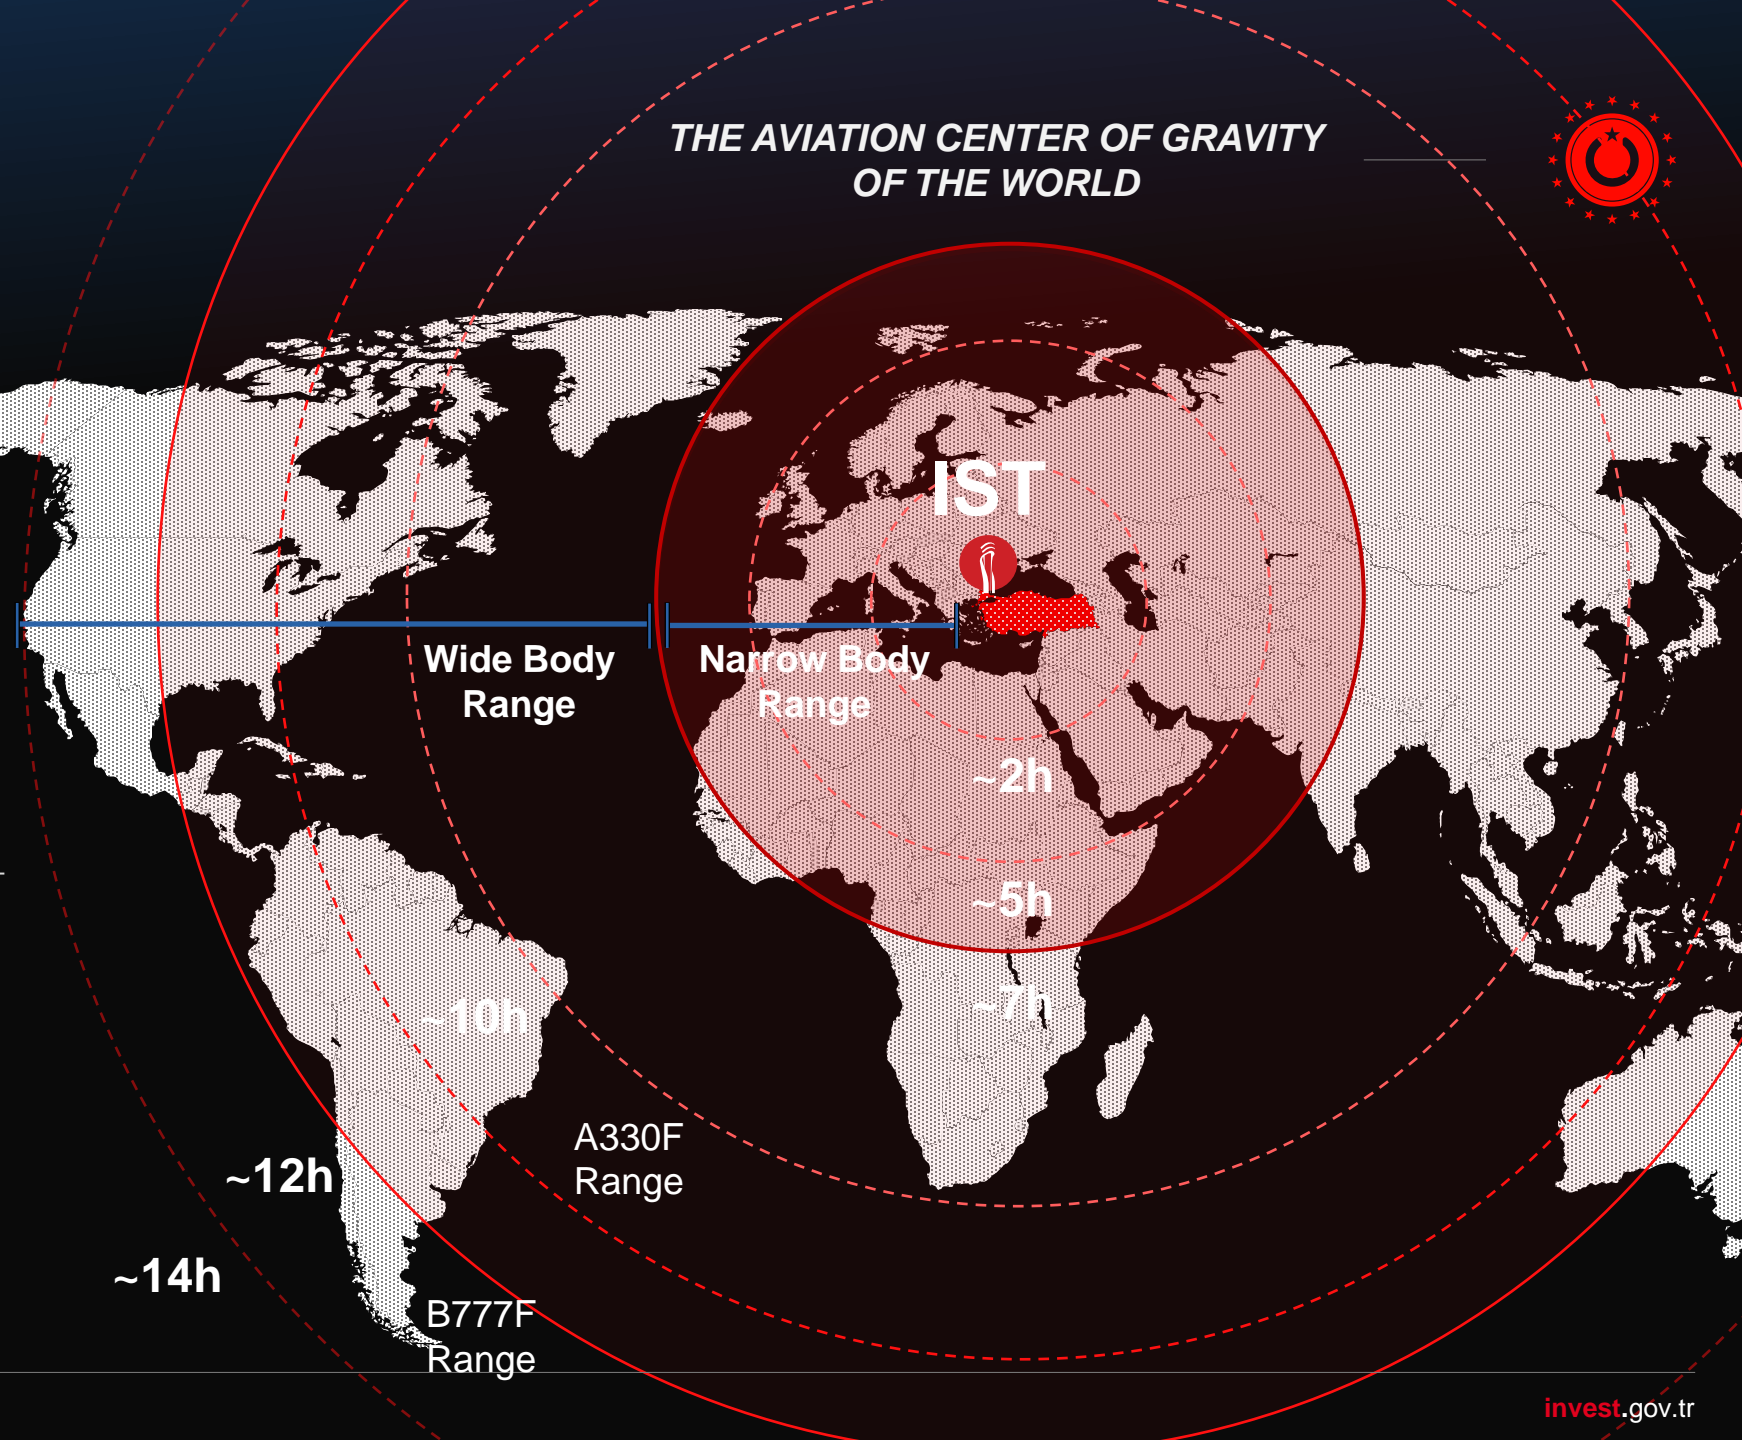 THE AVIATION CENTER OF GRAVITY
OF THE WORLD
IST
Wide Body
Range
Narrow Body
Range
~2h
~5h
~7h
~10h
A330F
Range
~12h
~14h
B777F
Range
invest.gov.tr